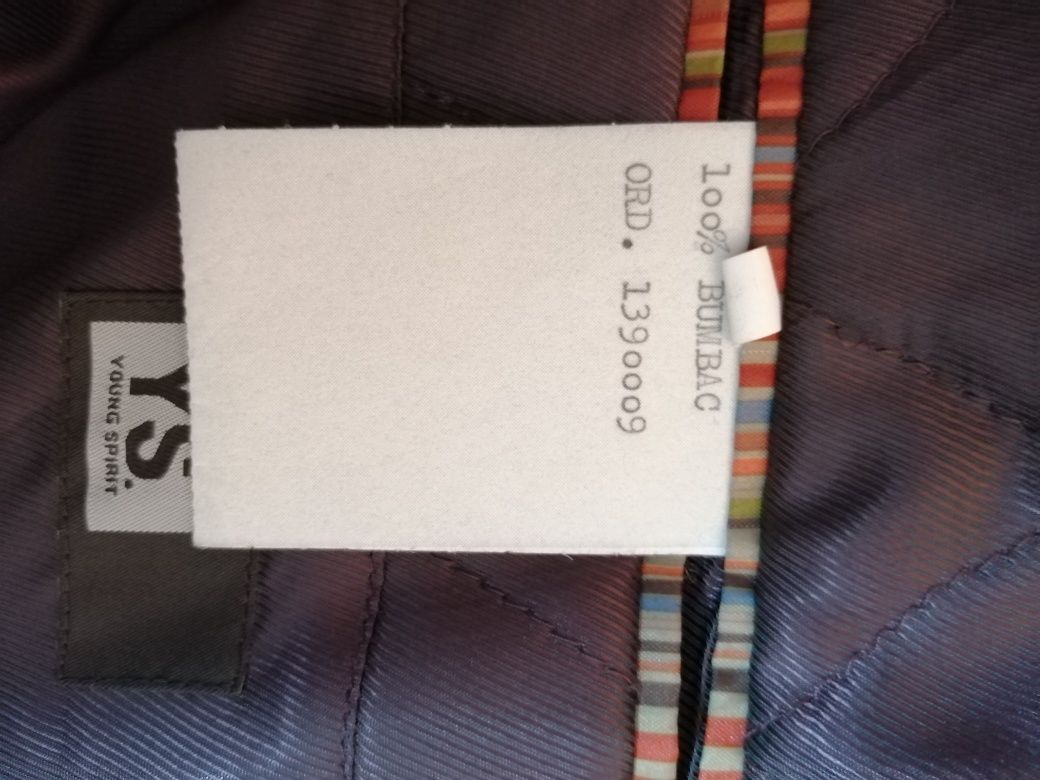 100% BUMBAC
ORD. 1390009
YS.
YOUNG SPIRIT